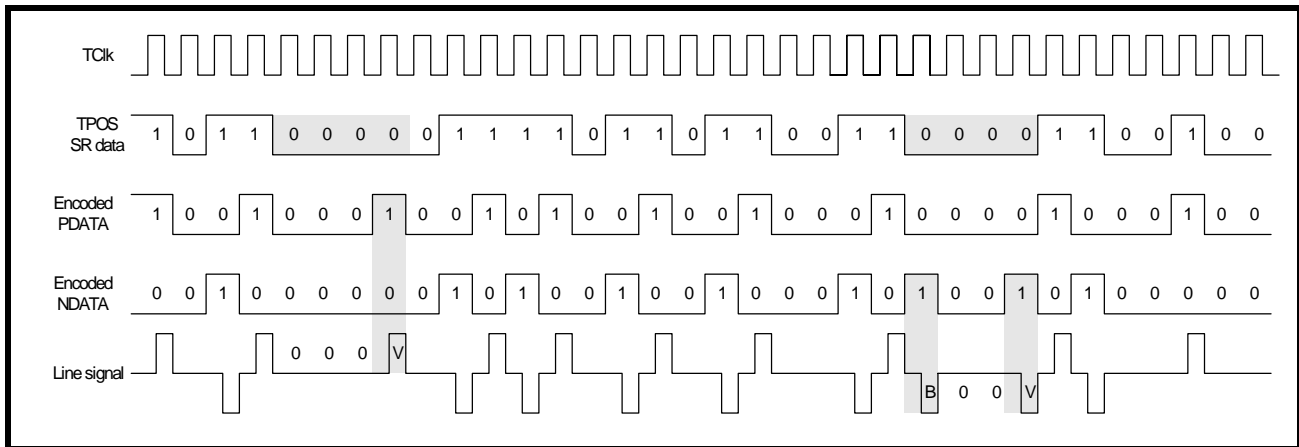 TClk
TPOS
SR data
1 0 1 1 0 0 0 0 0 1 1 1 1 0 1 1 0 1 1 0 0 1 1 0 0 0 0 1 1 0 0 1 0 0
Encoded
PDATA
1 0 0 1 0 0 0 1 0 0 1 0 1 0 0 1 0 0 1 0 0 0 1 0 0 0 0 1 0 0 0 1 0 0
Encoded
NDATA
0 0 1 0 0 0 0 0 0 1 0 1 0 0 1 0 0 1 0 0 0 1 0 1 0 0 1 0 1 0 0 0 0 0
Line signal
0 0 0 V
B 0 0 V